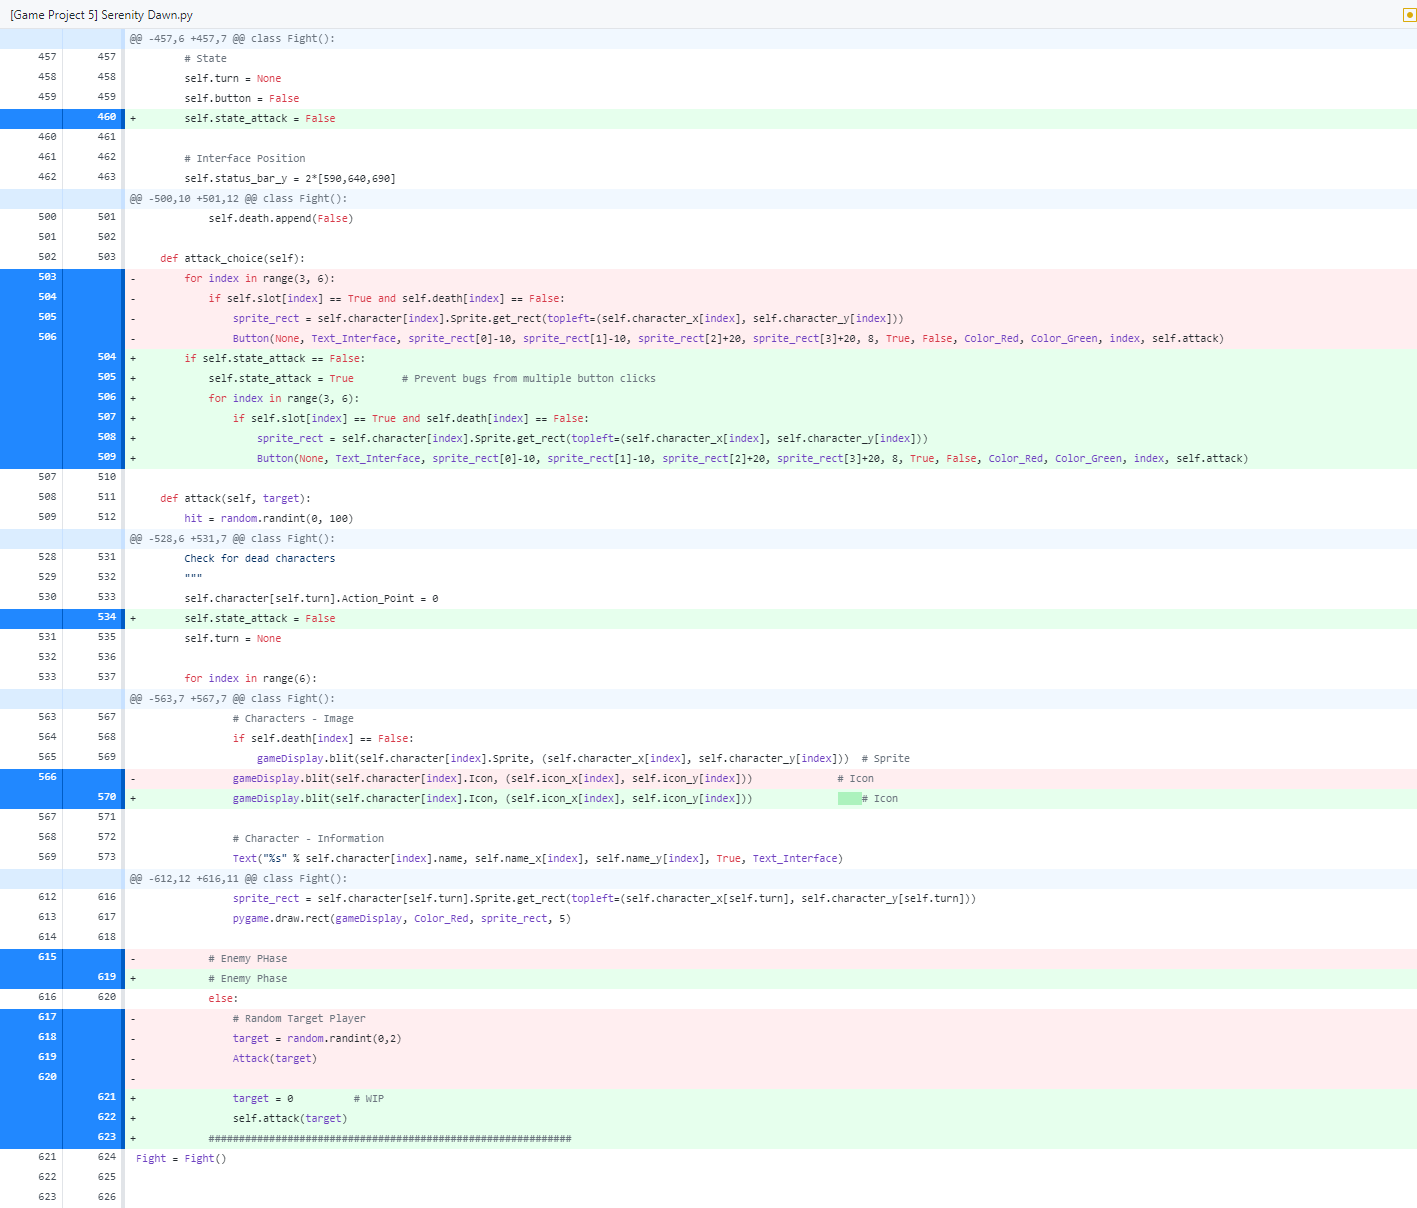 [Game Project 5] Serenity Dawn.py
@@ -457,6 +457,7 @@ class Fight():
457 457 # State
458 458 self.turn = None
459 459 self.button = False
460 + self.state_attack = False
460 461
461 462 # Interface Position
462 463 self.status_bar_y = 2*[590,640,690]
@@ -500,10 +501,12 @@ class Fight():
500 501 self.death.append(False)
501 502
502 503 def attack_choice(self):
503 - for index in range(3, 6):
504 - if self.slot[index] == True and self.death[index] == False:
505 - sprite_rect = self.character[index].Sprite.get_rect(topleft=(self.character_x[index], self.character_y[index]))
506 - Button(None, Text_Interface, sprite_rect[0]-10, sprite_rect[1]-10, sprite_rect[2]+20, sprite_rect[3]+20, 8, True, False, Color_Red, Color_Green, index, self.attack)
504 + if self.state_attack == False:
505 + self.state_attack = True # Prevent bugs from multiple button clicks
506 + for index in range(3, 6):
507 + if self.slot[index] == True and self.death[index] == False:
508 + sprite_rect = self.character[index].Sprite.get_rect(topleft=(self.character_x[index], self.character_y[index]))
509 + Button(None, Text_Interface, sprite_rect[0]-10, sprite_rect[1]-10, sprite_rect[2]+20, sprite_rect[3]+20, 8, True, False, Color_Red, Color_Green, index, self.attack)
507 510
508 511 def attack(self, target):
509 512 hit = random.randint(0, 100)
@@ -528,6 +531,7 @@ class Fight():
528 531 Check for dead characters
529 532 """
530 533 self.character[self.turn].Action_Point = 0
534 + self.state_attack = False
531 535 self.turn = None
532 536
533 537 for index in range(6):
@@ -563,7 +567,7 @@ class Fight():
563 567 # Characters - Image
564 568 if self.death[index] == False:
565 569 gameDisplay.blit(self.character[index].Sprite, (self.character_x[index], self.character_y[index])) # Sprite
566 - gameDisplay.blit(self.character[index].Icon, (self.icon_x[index], self.icon_y[index])) # Icon
570 + gameDisplay.blit(self.character[index].Icon, (self.icon_x[index], self.icon_y[index])) # Icon
567 571
568 572 # Character - Information
569 573 Text("%s" % self.character[index].name, self.name_x[index], self.name_y[index], True, Text_Interface)
@@ -612,12 +616,11 @@ class Fight():
612 616 sprite_rect = self.character[self.turn].Sprite.get_rect(topleft=(self.character_x[self.turn], self.character_y[self.turn]))
613 617 pygame.draw.rect(gameDisplay, Color_Red, sprite_rect, 5)
614 618
615 - # Enemy PHase
619 + # Enemy Phase
616 620 else:
617 - # Random Target Player
618 - target = random.randint(0,2)
619 - Attack(target)
620 -
621 + target = 0 # WIP
622 + self.attack(target)
623 + ############################################################
621 624 Fight = Fight()
622 625
623 626